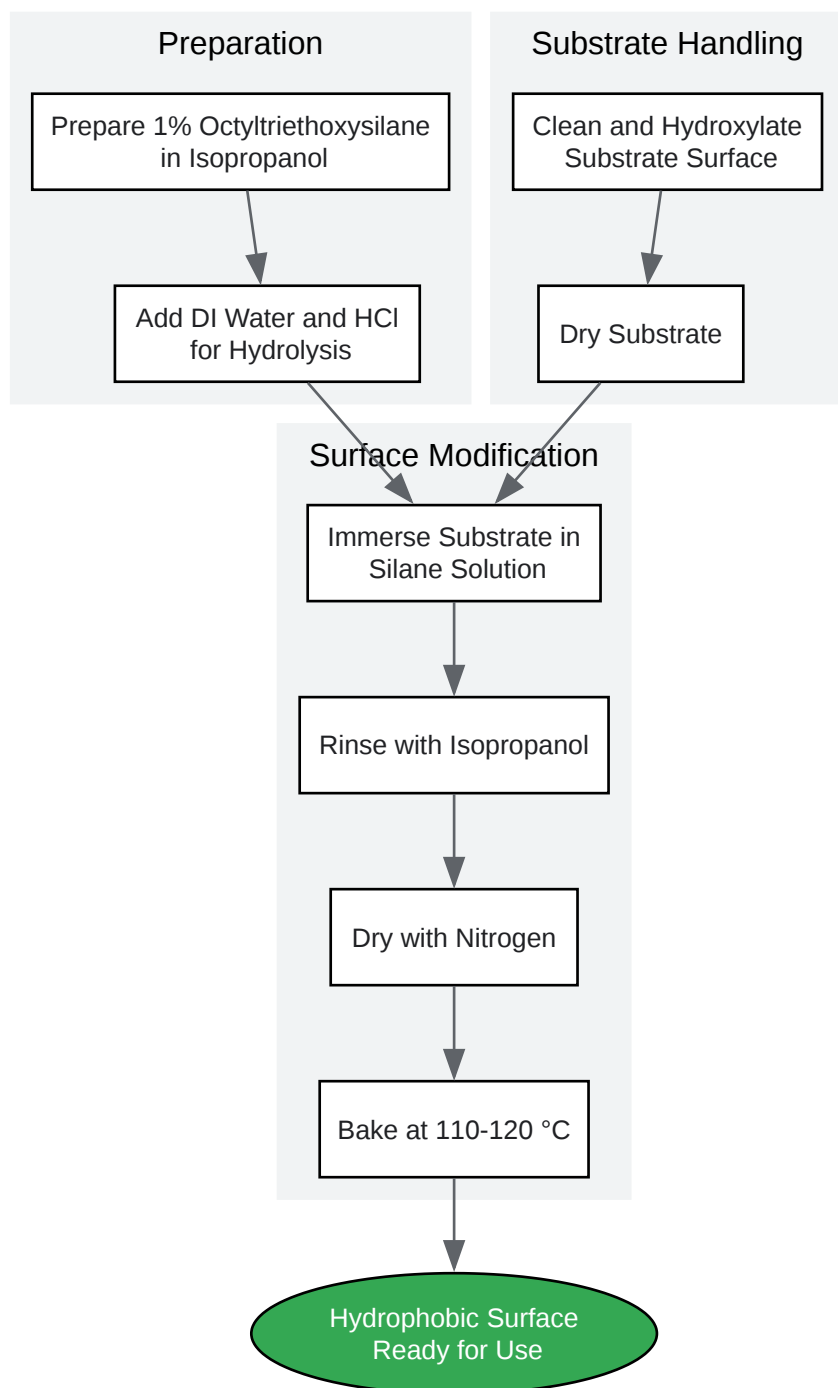 Preparation
Prepare 1% Octyltriethoxysilane
in Isopropanol
Add DI Water and HCl
for Hydrolysis
Substrate Handling
Clean and Hydroxylate
Substrate Surface
Dry Substrate
Surface Modification
Immerse Substrate in
Silane Solution
Rinse with Isopropanol
Dry with Nitrogen
Bake at 110-120 °C
Hydrophobic Surface
Ready for Use